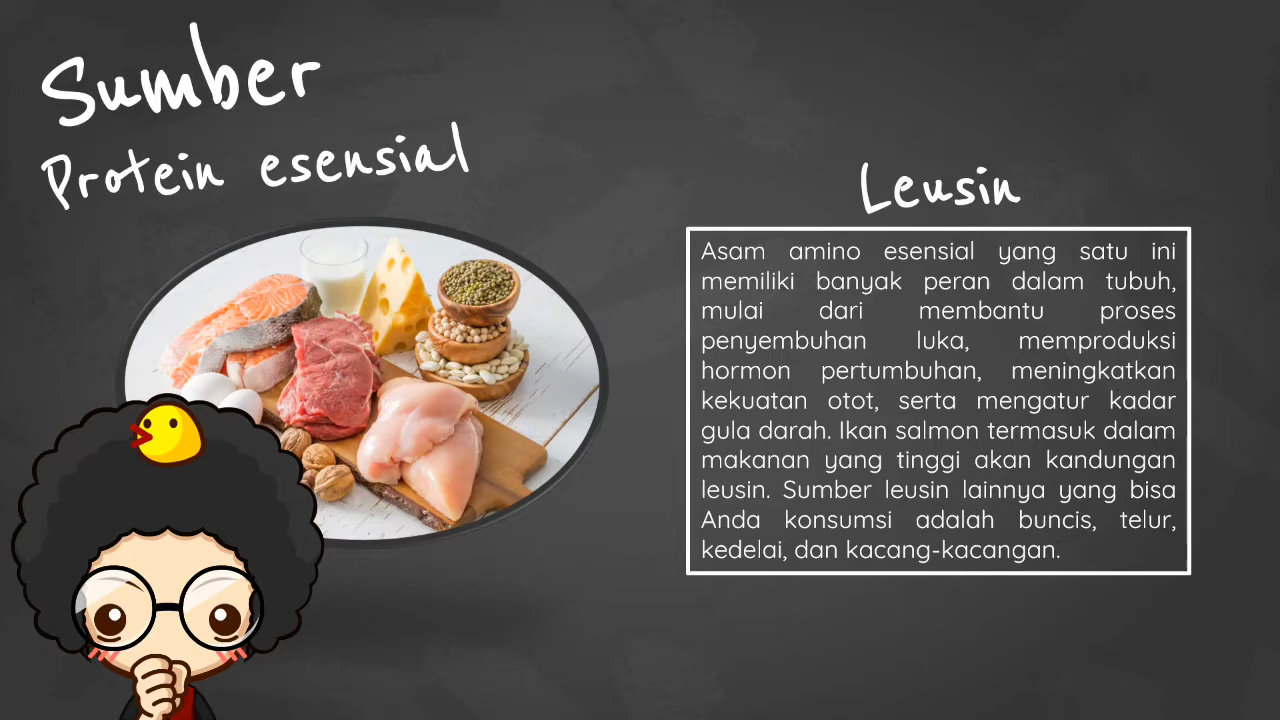 Sumber
Protein esensial
Leusin
Asam amino esensial yang satu ini
memiliki banyak peran dalam tubuh,
mulai dari membantu proses
penyembuhan luka, memproduksi
hormon pertumbuhan, meningkatkan
kekuatan otot, serta mengatur kadar
gula darah. Ikan salmon termasuk dalam
makanan yang tinggi akan kandungan
leusin. Sumber leusin lainnya yang bisa
Anda konsumsi adalah buncis, telur,
kedelai, dan kacang-kacangan.